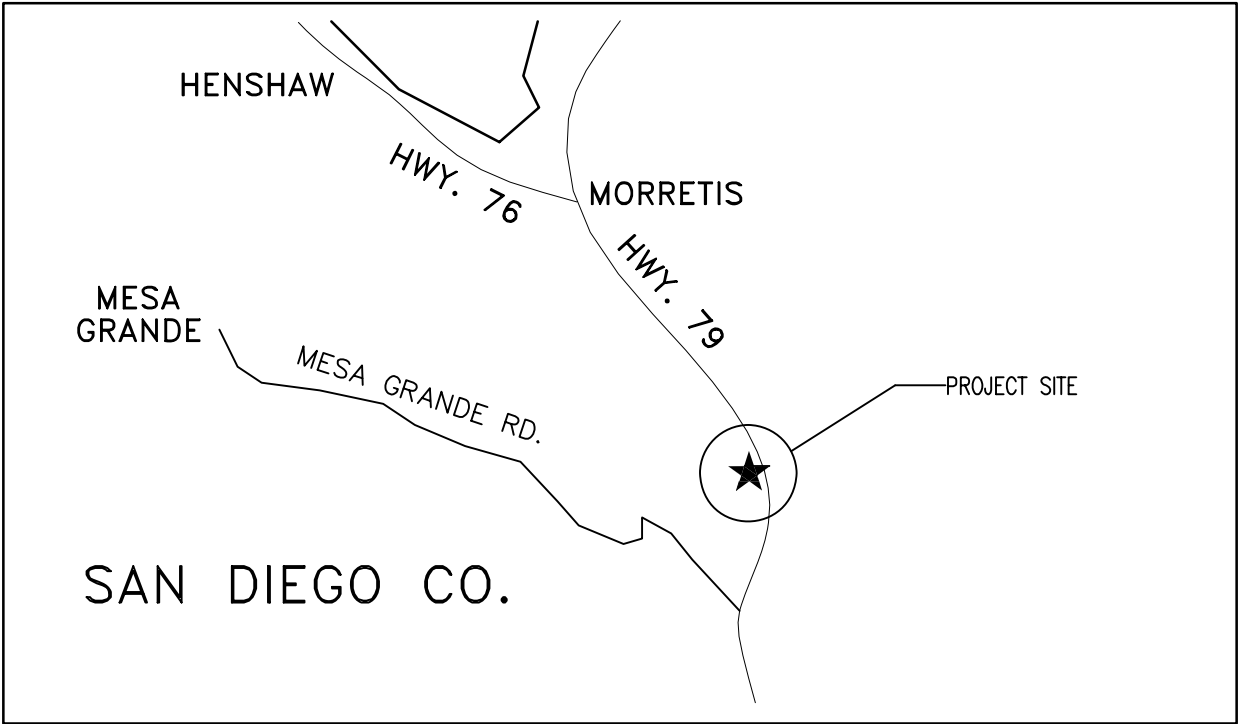 HENSHAW
HWY. 76
MORRETIS
HWY. 79
MESA
GRANDE
MESA GRANDE RD.
PROJECT SITE
SAN DIEGO CO.